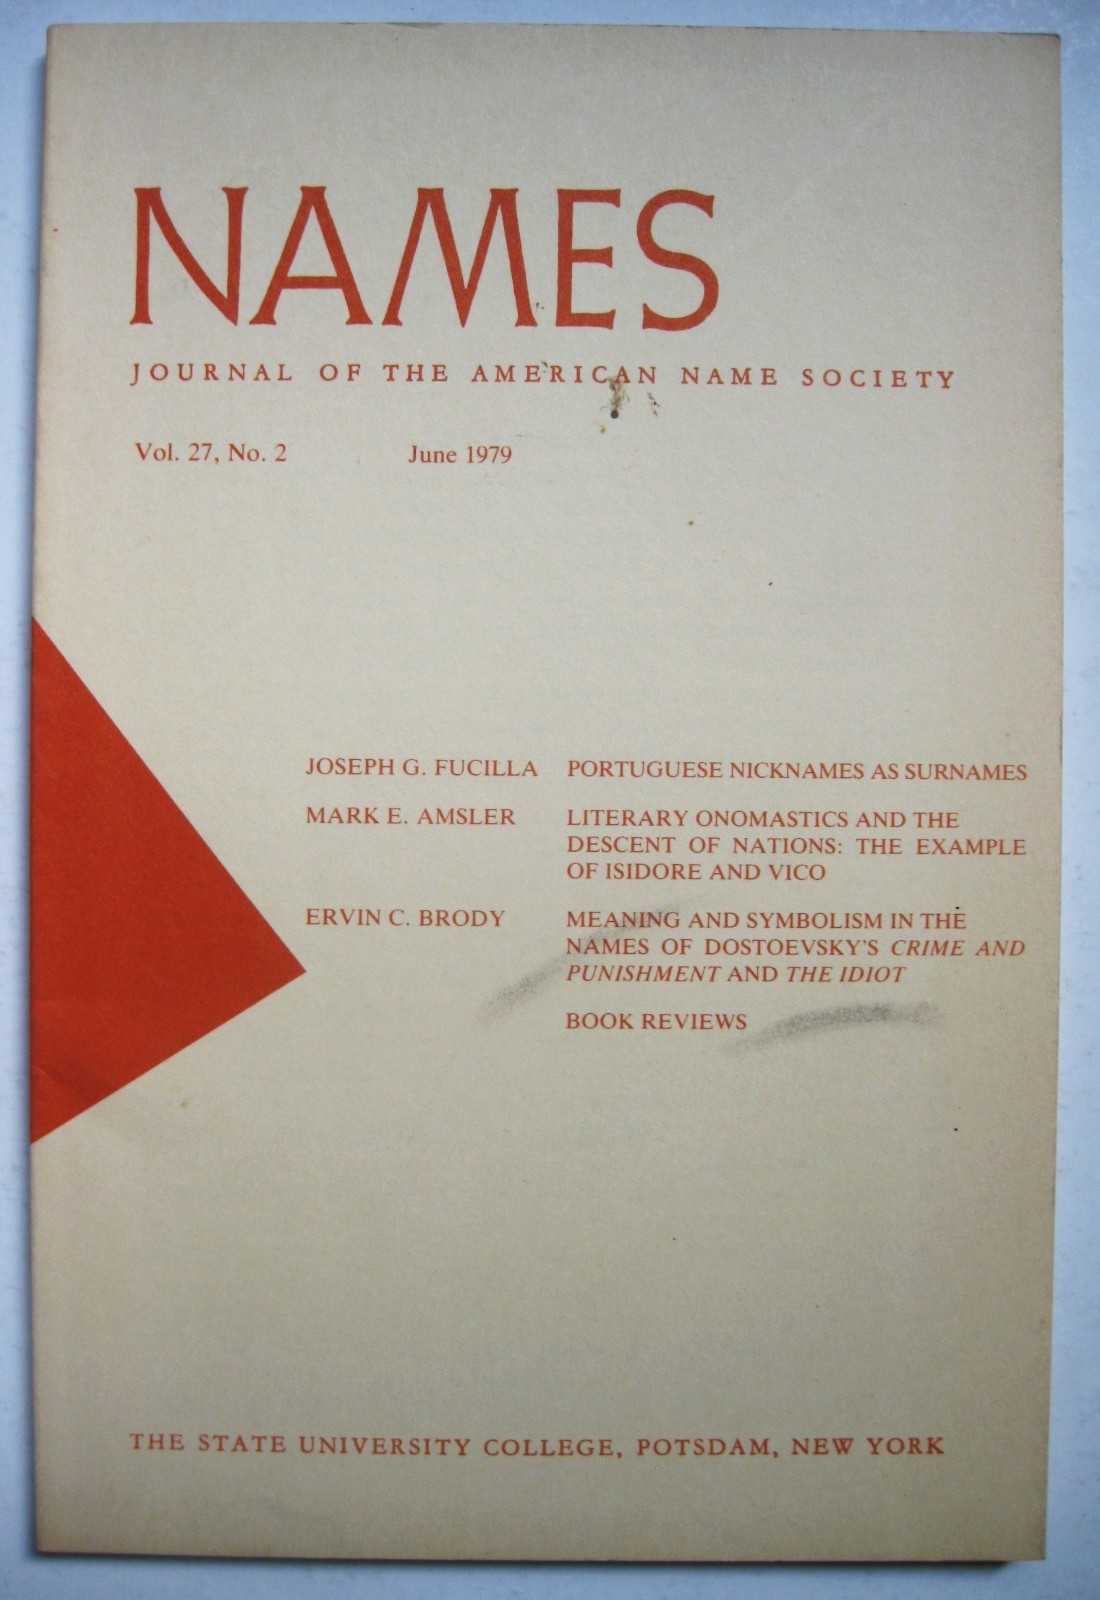 NAMES
JOURNAL OF THE AMERICAN NAME SOCIETY
Vol. 27, No. 2 June 1979
JOSEPH G. FUCILLA PORTUGUESE NICKNAMES AS SURNAMES
MARK E. AMSLER LITERARY ONOMASTICS AND THE
DESCENT OF NATIONS: THE EXAMPLE
OF ISIDORE AND VICO
ERVIN C. BRODY MEANING AND SYMBOLISM IN THE
NAMES OF DOSTOEVSKY'S CRIME AND
PUNISHMENT AND THE IDIOT
BOOK REVIEWS
THE STATE UNIVERSITY COLLEGE, POTSDAM, NEW YORK